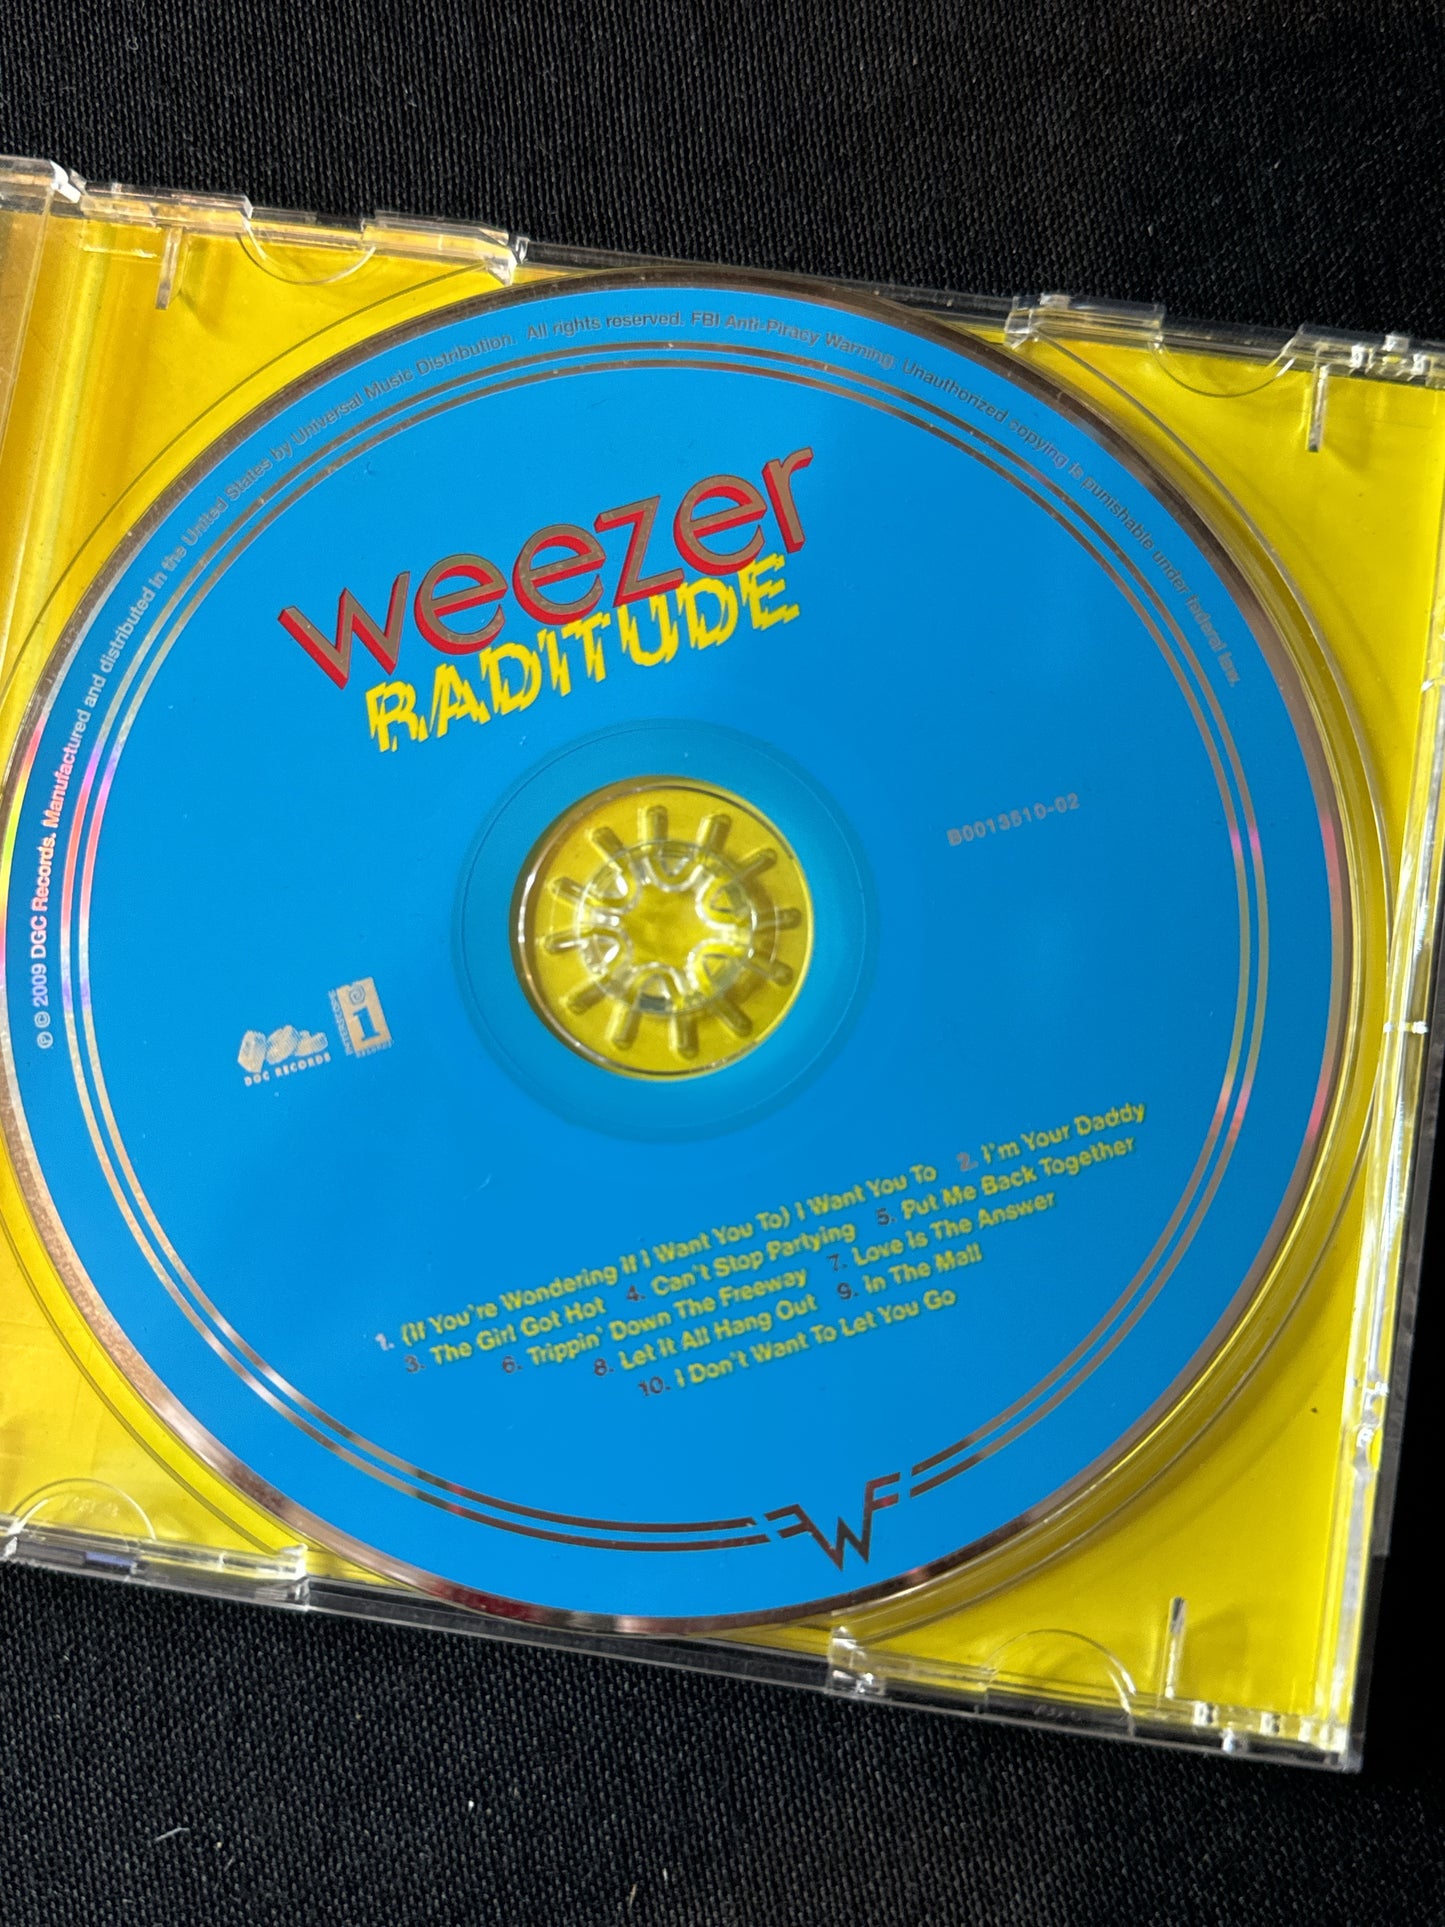 ℗ © 2009 DGC Records. Manufactured and distributed in the United States by Universal Music Distribution. All rights reserved. FBI Anti-Piracy Warning. Unauthorized copying is punishable under federal law.
weezer
RADITUDE
B0013510-02
DGC RECORDS
INTERSCOPE
i
RECORDS
1. (If You're Wondering If I Want You To) I Want You To 2. I'm Your Daddy
3. The Girl Got Hot 4. Can't Stop Partying 5. Put Me Back Together
6. Trippin' Down The Freeway 7. Love Is The Answer
8. Let It All Hang Out 9. In The Mall
10. I Don't Want To Let You Go
W